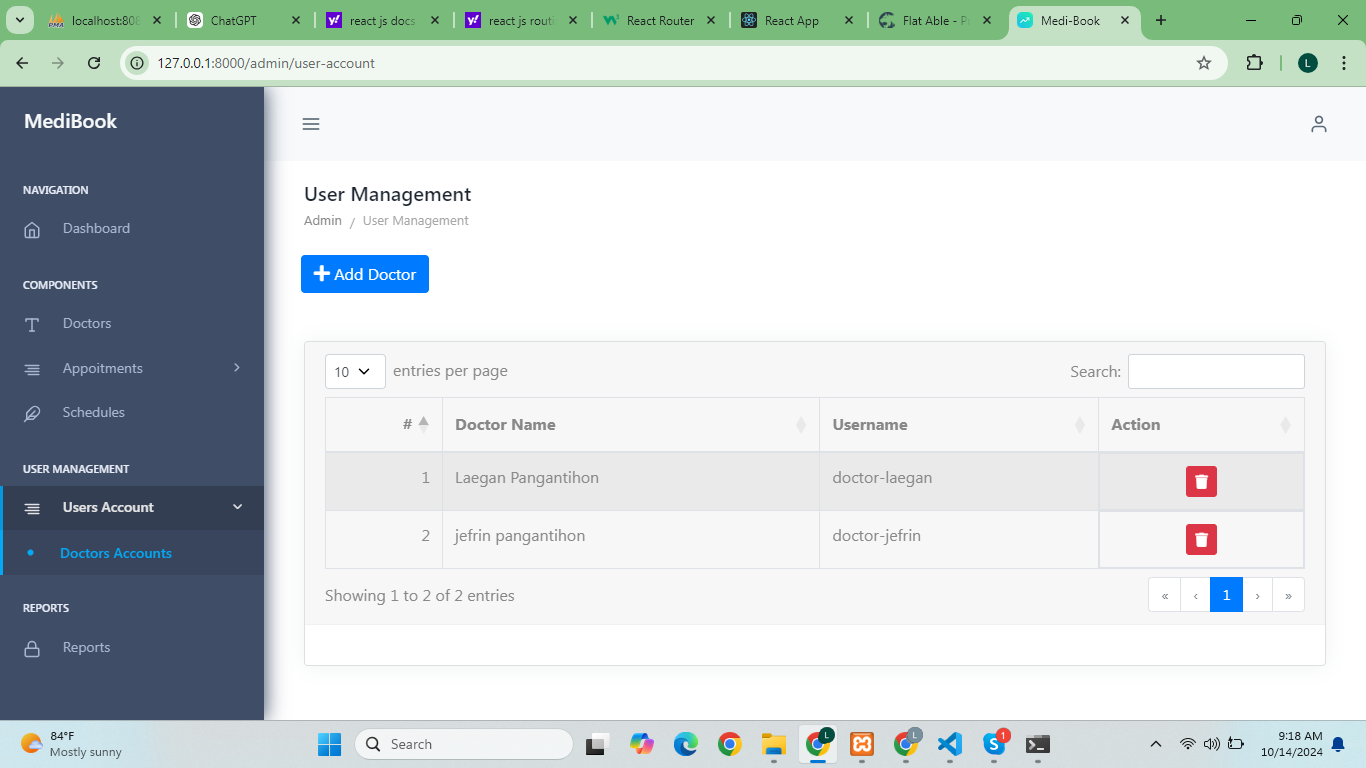 localhost:808
ChatGPT
react js docs
react js routi
React Router
React App
Flat Able - P
Medi-Book
127.0.0.1:8000/admin/user-account
L
MediBook
NAVIGATION
Dashboard
COMPONENTS
Doctors
Appoitments
Schedules
USER MANAGEMENT
Users Account
Doctors Accounts
REPORTS
Reports
User Management
Admin / User Management
Add Doctor
10 entries per page
Search:
# Doctor Name Username Action
1 Laegan Pangantihon doctor-laegan
2 jefrin pangantihon doctor-jefrin
Showing 1 to 2 of 2 entries
« ‹ 1 › »
84°F
Mostly sunny
Search
L
L
1
9:18 AM
10/14/2024